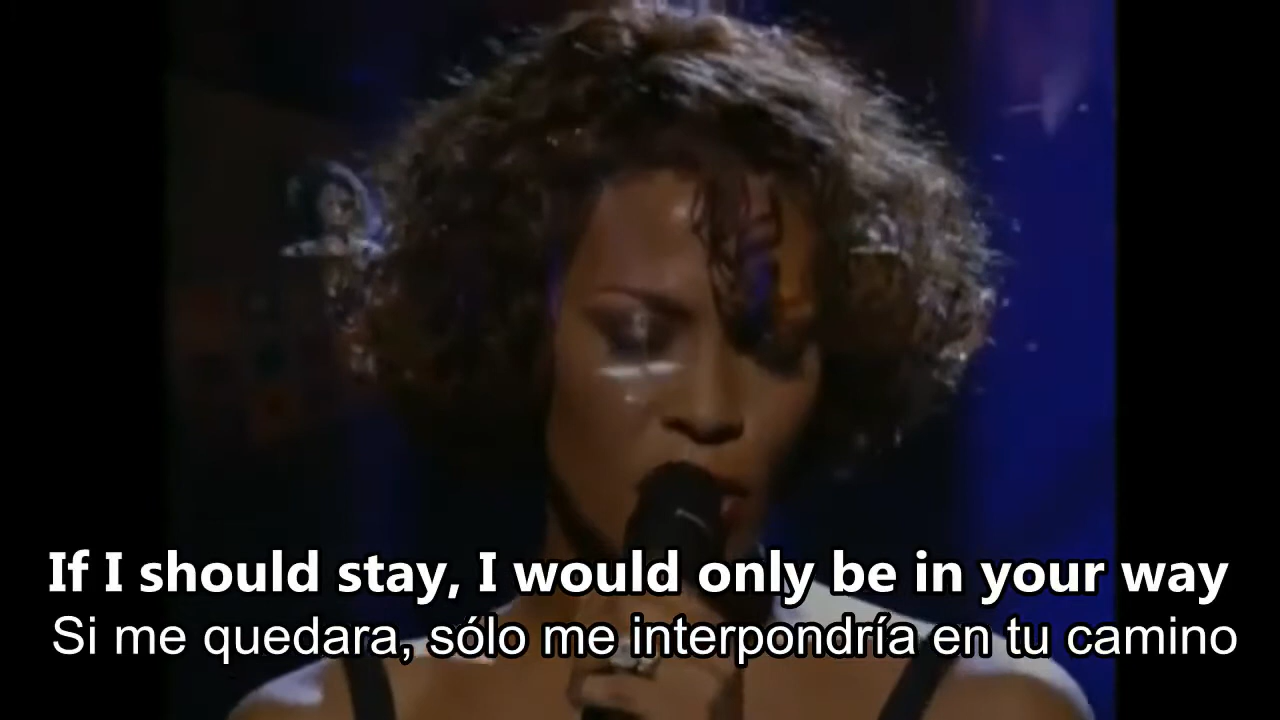 If I should stay, I would only be in your way
Si me quedara, sólo me interpondría en tu camino